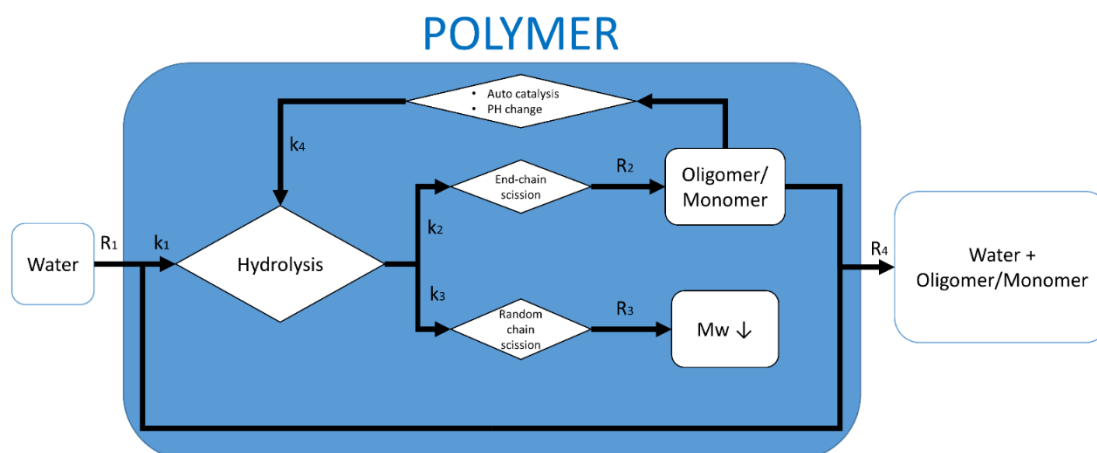 POLYMER
• Auto catalysis
• PH change
k4
End-chain
scission
R2
Oligomer/
Monomer
k2
R1
k1
Water
Hydrolysis
R4
Water +
Oligomer/Monomer
k3
Random
chain
scission
R3
Mw ↓